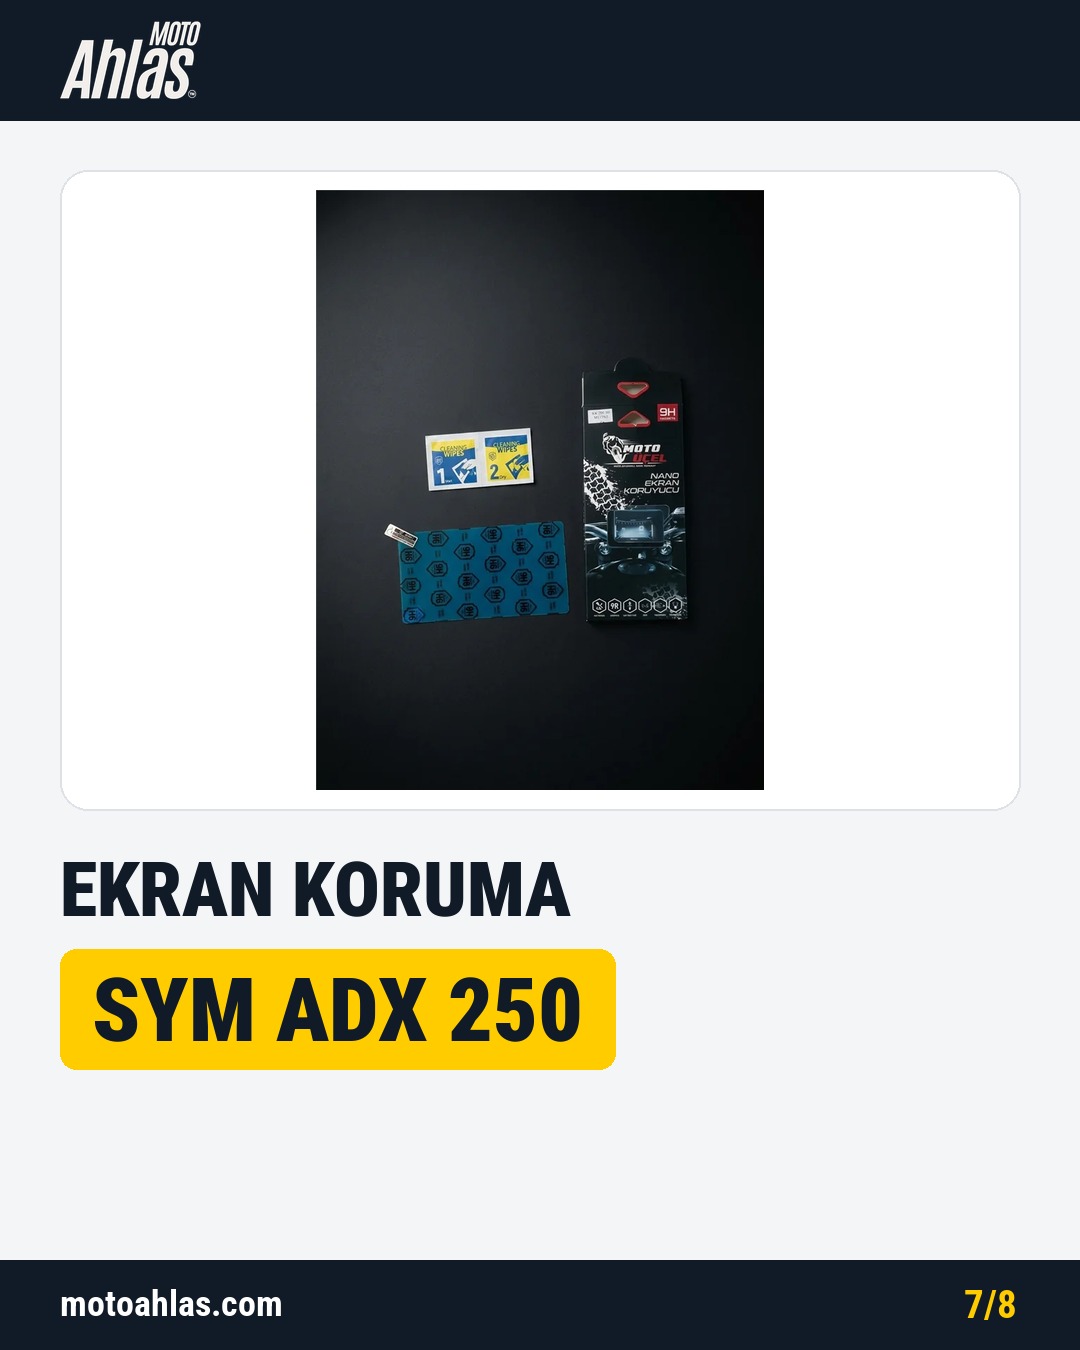 MOTO
Ahlas
CLEANING
WIPES
1
CLEANING
WIPES
2
9H
MOTO
UÇEL
NANO
EKRAN
KORUYUCU
EKRAN KORUMA
SYM ADX 250
motoahlas.com
7/8